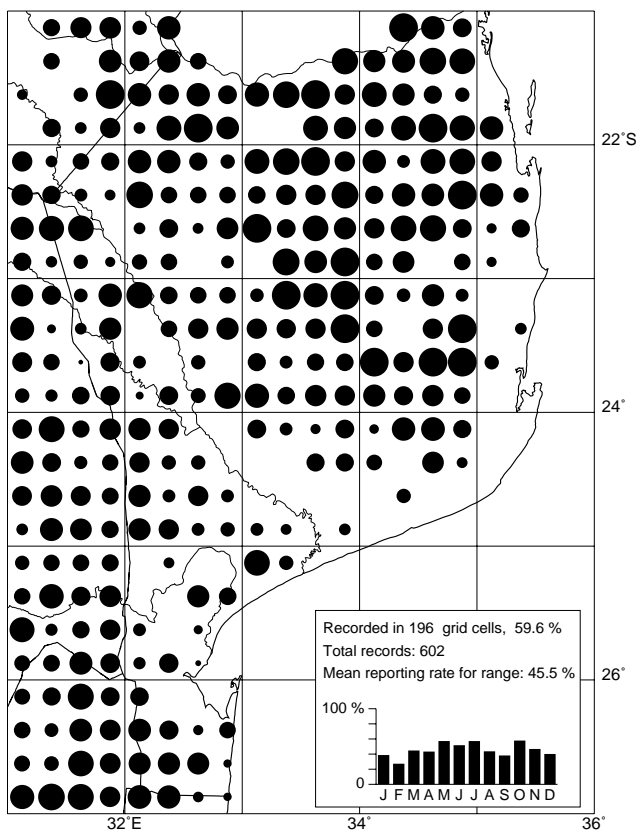 22˚S
24˚
Recorded in 196 grid cells, 59.6 %
Total records: 602
Mean reporting rate for range: 45.5 %
26˚
100 %
0
J F M A M J J A S O N D
32˚E
34˚
36˚